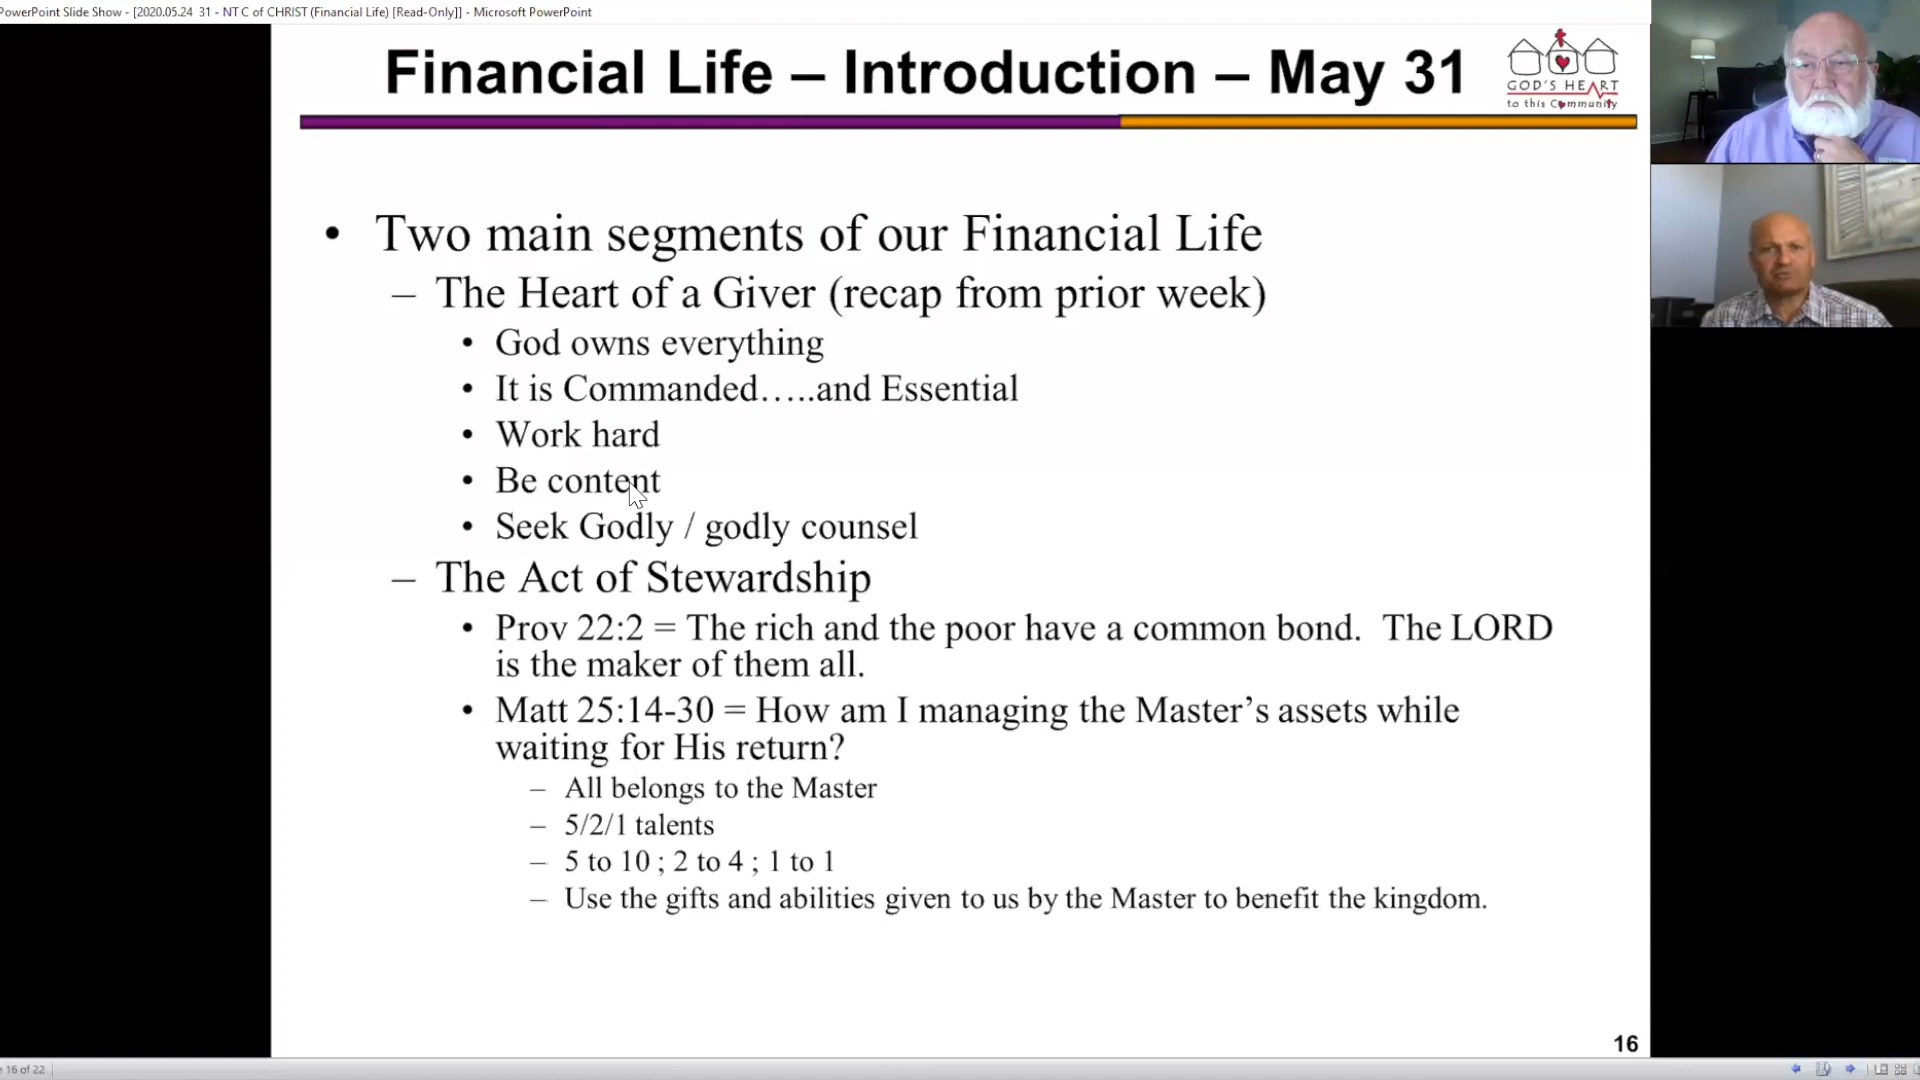 PowerPoint Slide Show - [2020.05.24 31 - NT C of CHRIST (Financial Life) [Read-Only]] - Microsoft PowerPoint
Financial Life – Introduction – May 31
GOD'S HEART
to this Community
• Two main segments of our Financial Life
– The Heart of a Giver (recap from prior week)
• God owns everything
• It is Commanded…..and Essential
• Work hard
• Be content
• Seek Godly / godly counsel
– The Act of Stewardship
• Prov 22:2 = The rich and the poor have a common bond. The LORD
is the maker of them all.
• Matt 25:14-30 = How am I managing the Master’s assets while
waiting for His return?
– All belongs to the Master
– 5/2/1 talents
– 5 to 10 ; 2 to 4 ; 1 to 1
– Use the gifts and abilities given to us by the Master to benefit the kingdom.
16
16 of 22